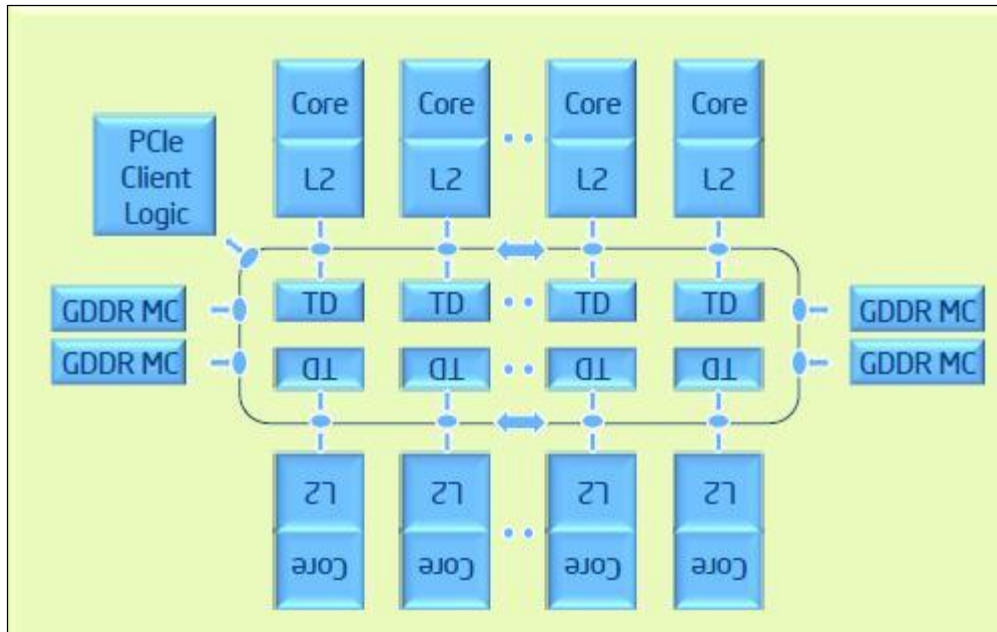 Core Core Core Core
PCIe
Client
Logic
L2 L2 L2 L2
GDDR MC TD TD TD TD GDDR MC
GDDR MC TD TD TD TD GDDR MC
L2 L2 L2 L2
Core Core Core Core